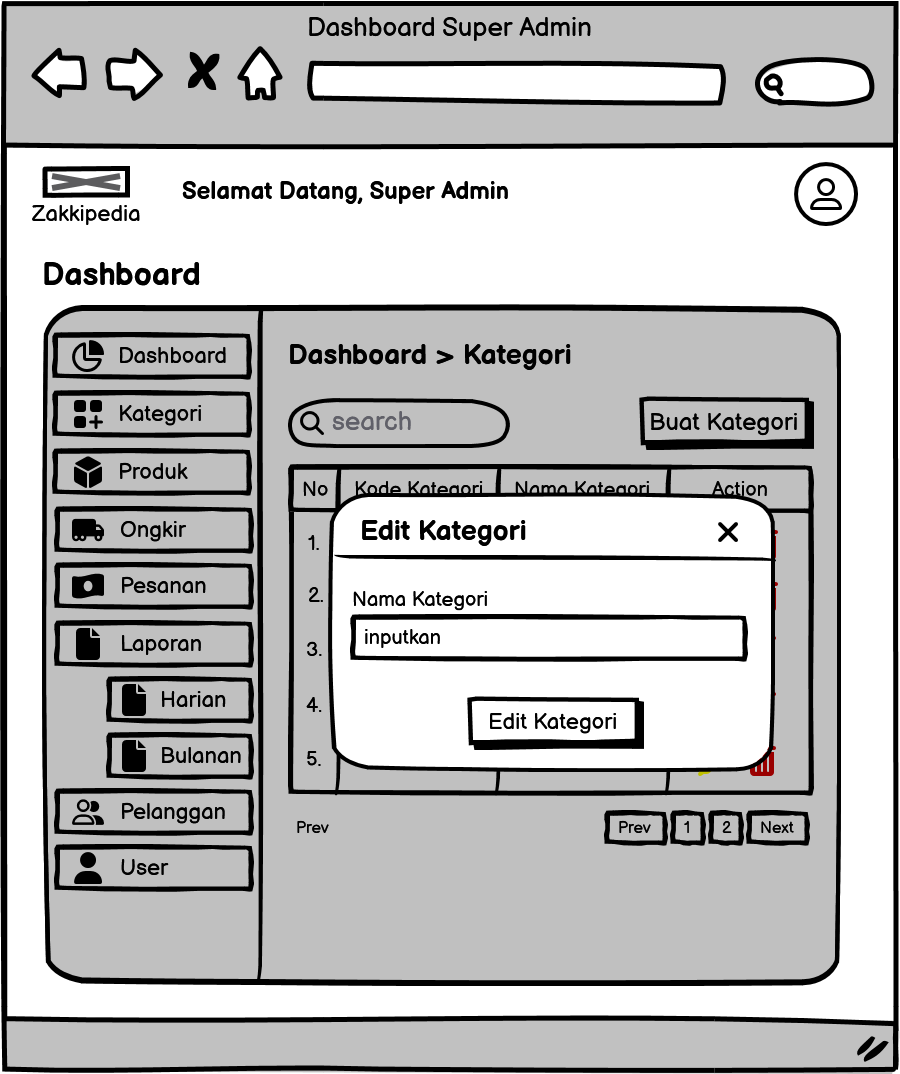 Dashboard Super Admin
Zakkipedia
Selamat Datang, Super Admin
Dashboard
Dashboard
Kategori
Produk
Ongkir
Pesanan
Laporan
Harian
Bulanan
Pelanggan
User
Dashboard > Kategori
search
Buat Kategori
No Kode Kategori Nama Kategori Action
1.
2.
3.
4.
5.
Edit Kategori
Nama Kategori
inputkan
Edit Kategori
Prev
Prev 1 2 Next